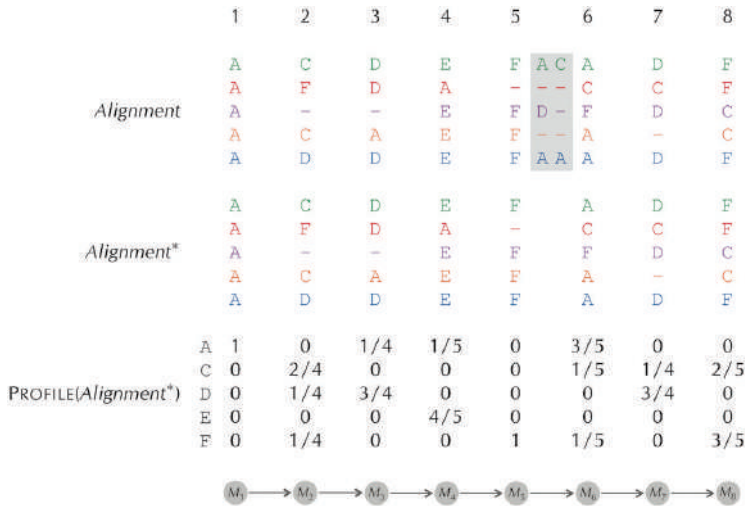 1 2 3 4 5 6 7 8
A C D E F A C A D F
A F D A - - - C C F
Alignment A - - E F D - F D C
A C A E F - - A - C
A D D E F A A A D F
A C D E F A D F
A F D A - C C F
Alignment* A - - E F F D C
A C A E F A - C
A D D E F A D F
A 1 0 1/4 1/5 0 3/5 0 0
C 0 2/4 0 0 0 1/5 1/4 2/5
PROFILE(Alignment*) D 0 1/4 3/4 0 0 0 3/4 0
E 0 0 0 4/5 0 0 0 0
F 0 1/4 0 0 1 1/5 0 3/5
M1 M2 M3 M4 M5 M6 M7 M8